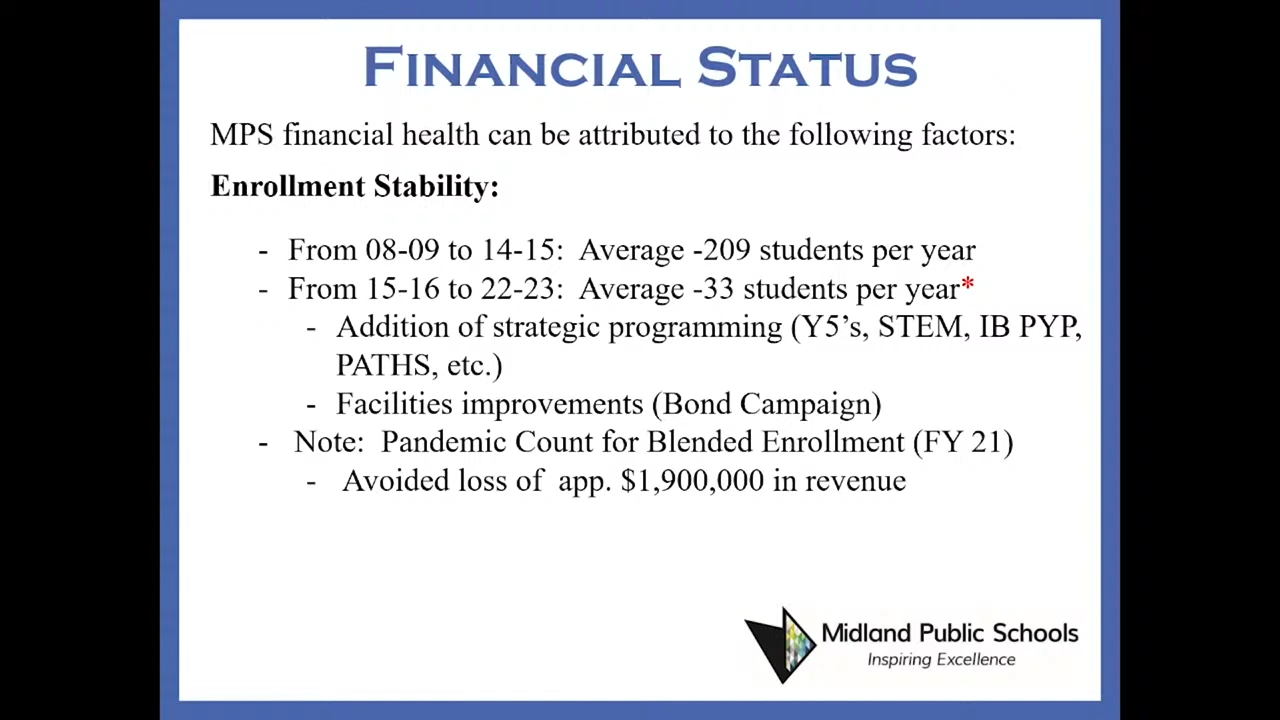 FINANCIAL STATUS
MPS financial health can be attributed to the following factors:
Enrollment Stability:
- From 08-09 to 14-15:  Average -209 students per year
- From 15-16 to 22-23:  Average -33 students per year*
- Addition of strategic programming (Y5’s, STEM, IB PYP,
PATHS, etc.)
- Facilities improvements (Bond Campaign)
- Note:  Pandemic Count for Blended Enrollment (FY 21)
- Avoided loss of  app. $1,900,000 in revenue
Midland Public Schools
Inspiring Excellence